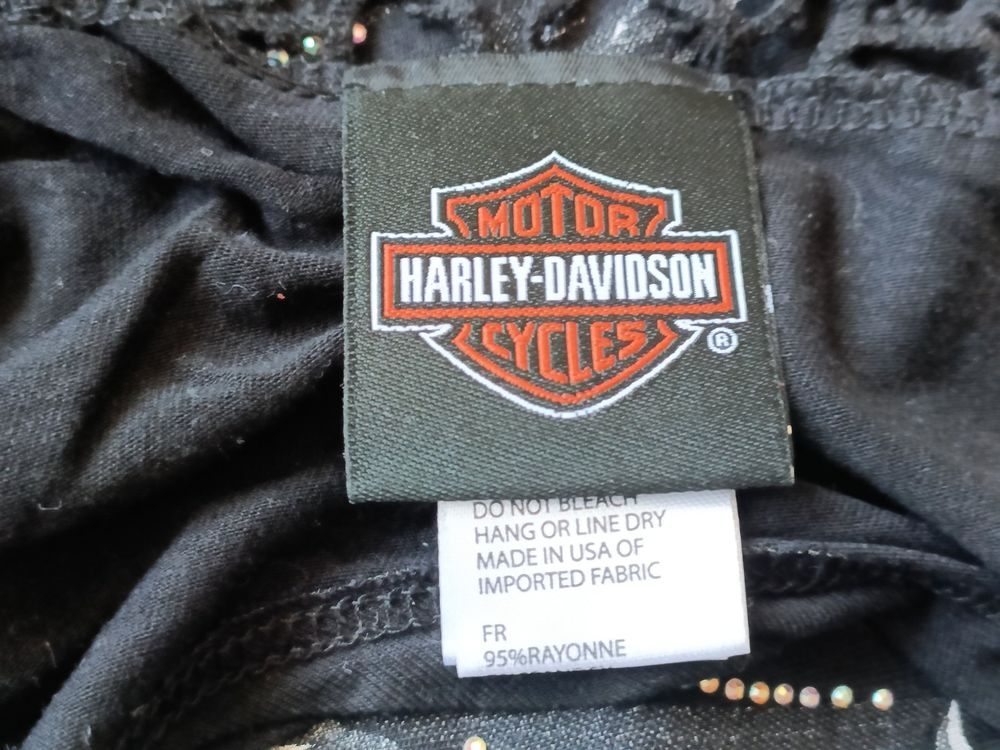 MOTOR
HARLEY-DAVIDSON
CYCLES
®
DO NOT BLEACH
HANG OR LINE DRY
MADE IN USA OF
IMPORTED FABRIC
FR
95%RAYONNE